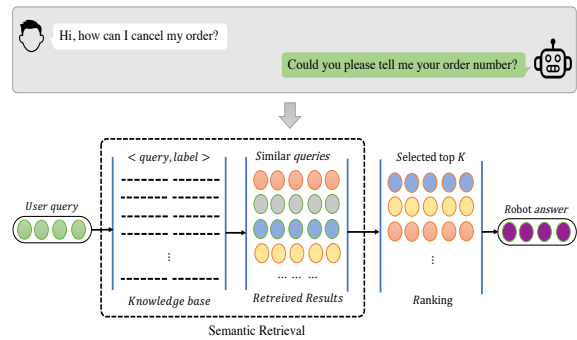 Hi, how can I cancel my order?
Could you please tell me your order number?
< query, label >
Similar queries
Selected top K
User query
Robot answer
⋮
... ... ...
⋮
Knowledge base
Retreived Results
Ranking
Semantic Retrieval